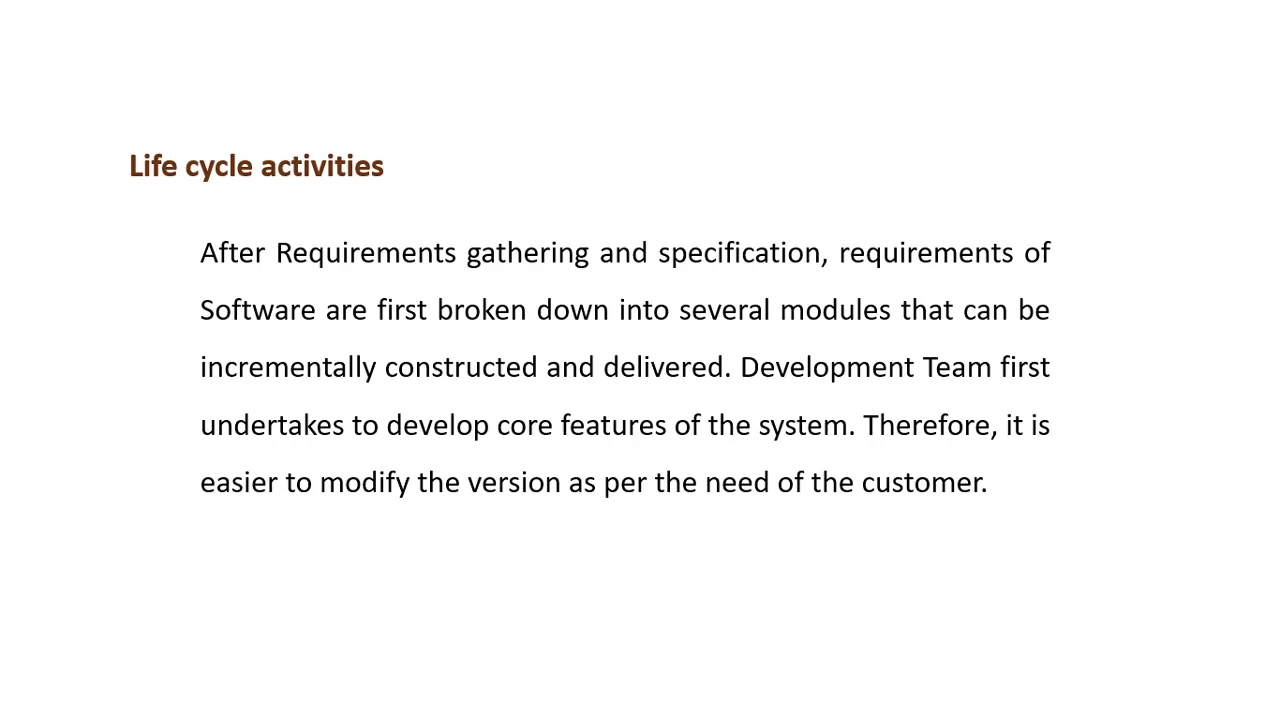 Life cycle activities
After Requirements gathering and specification, requirements of
Software are first broken down into several modules that can be
incrementally constructed and delivered. Development Team first
undertakes to develop core features of the system. Therefore, it is
easier to modify the version as per the need of the customer.